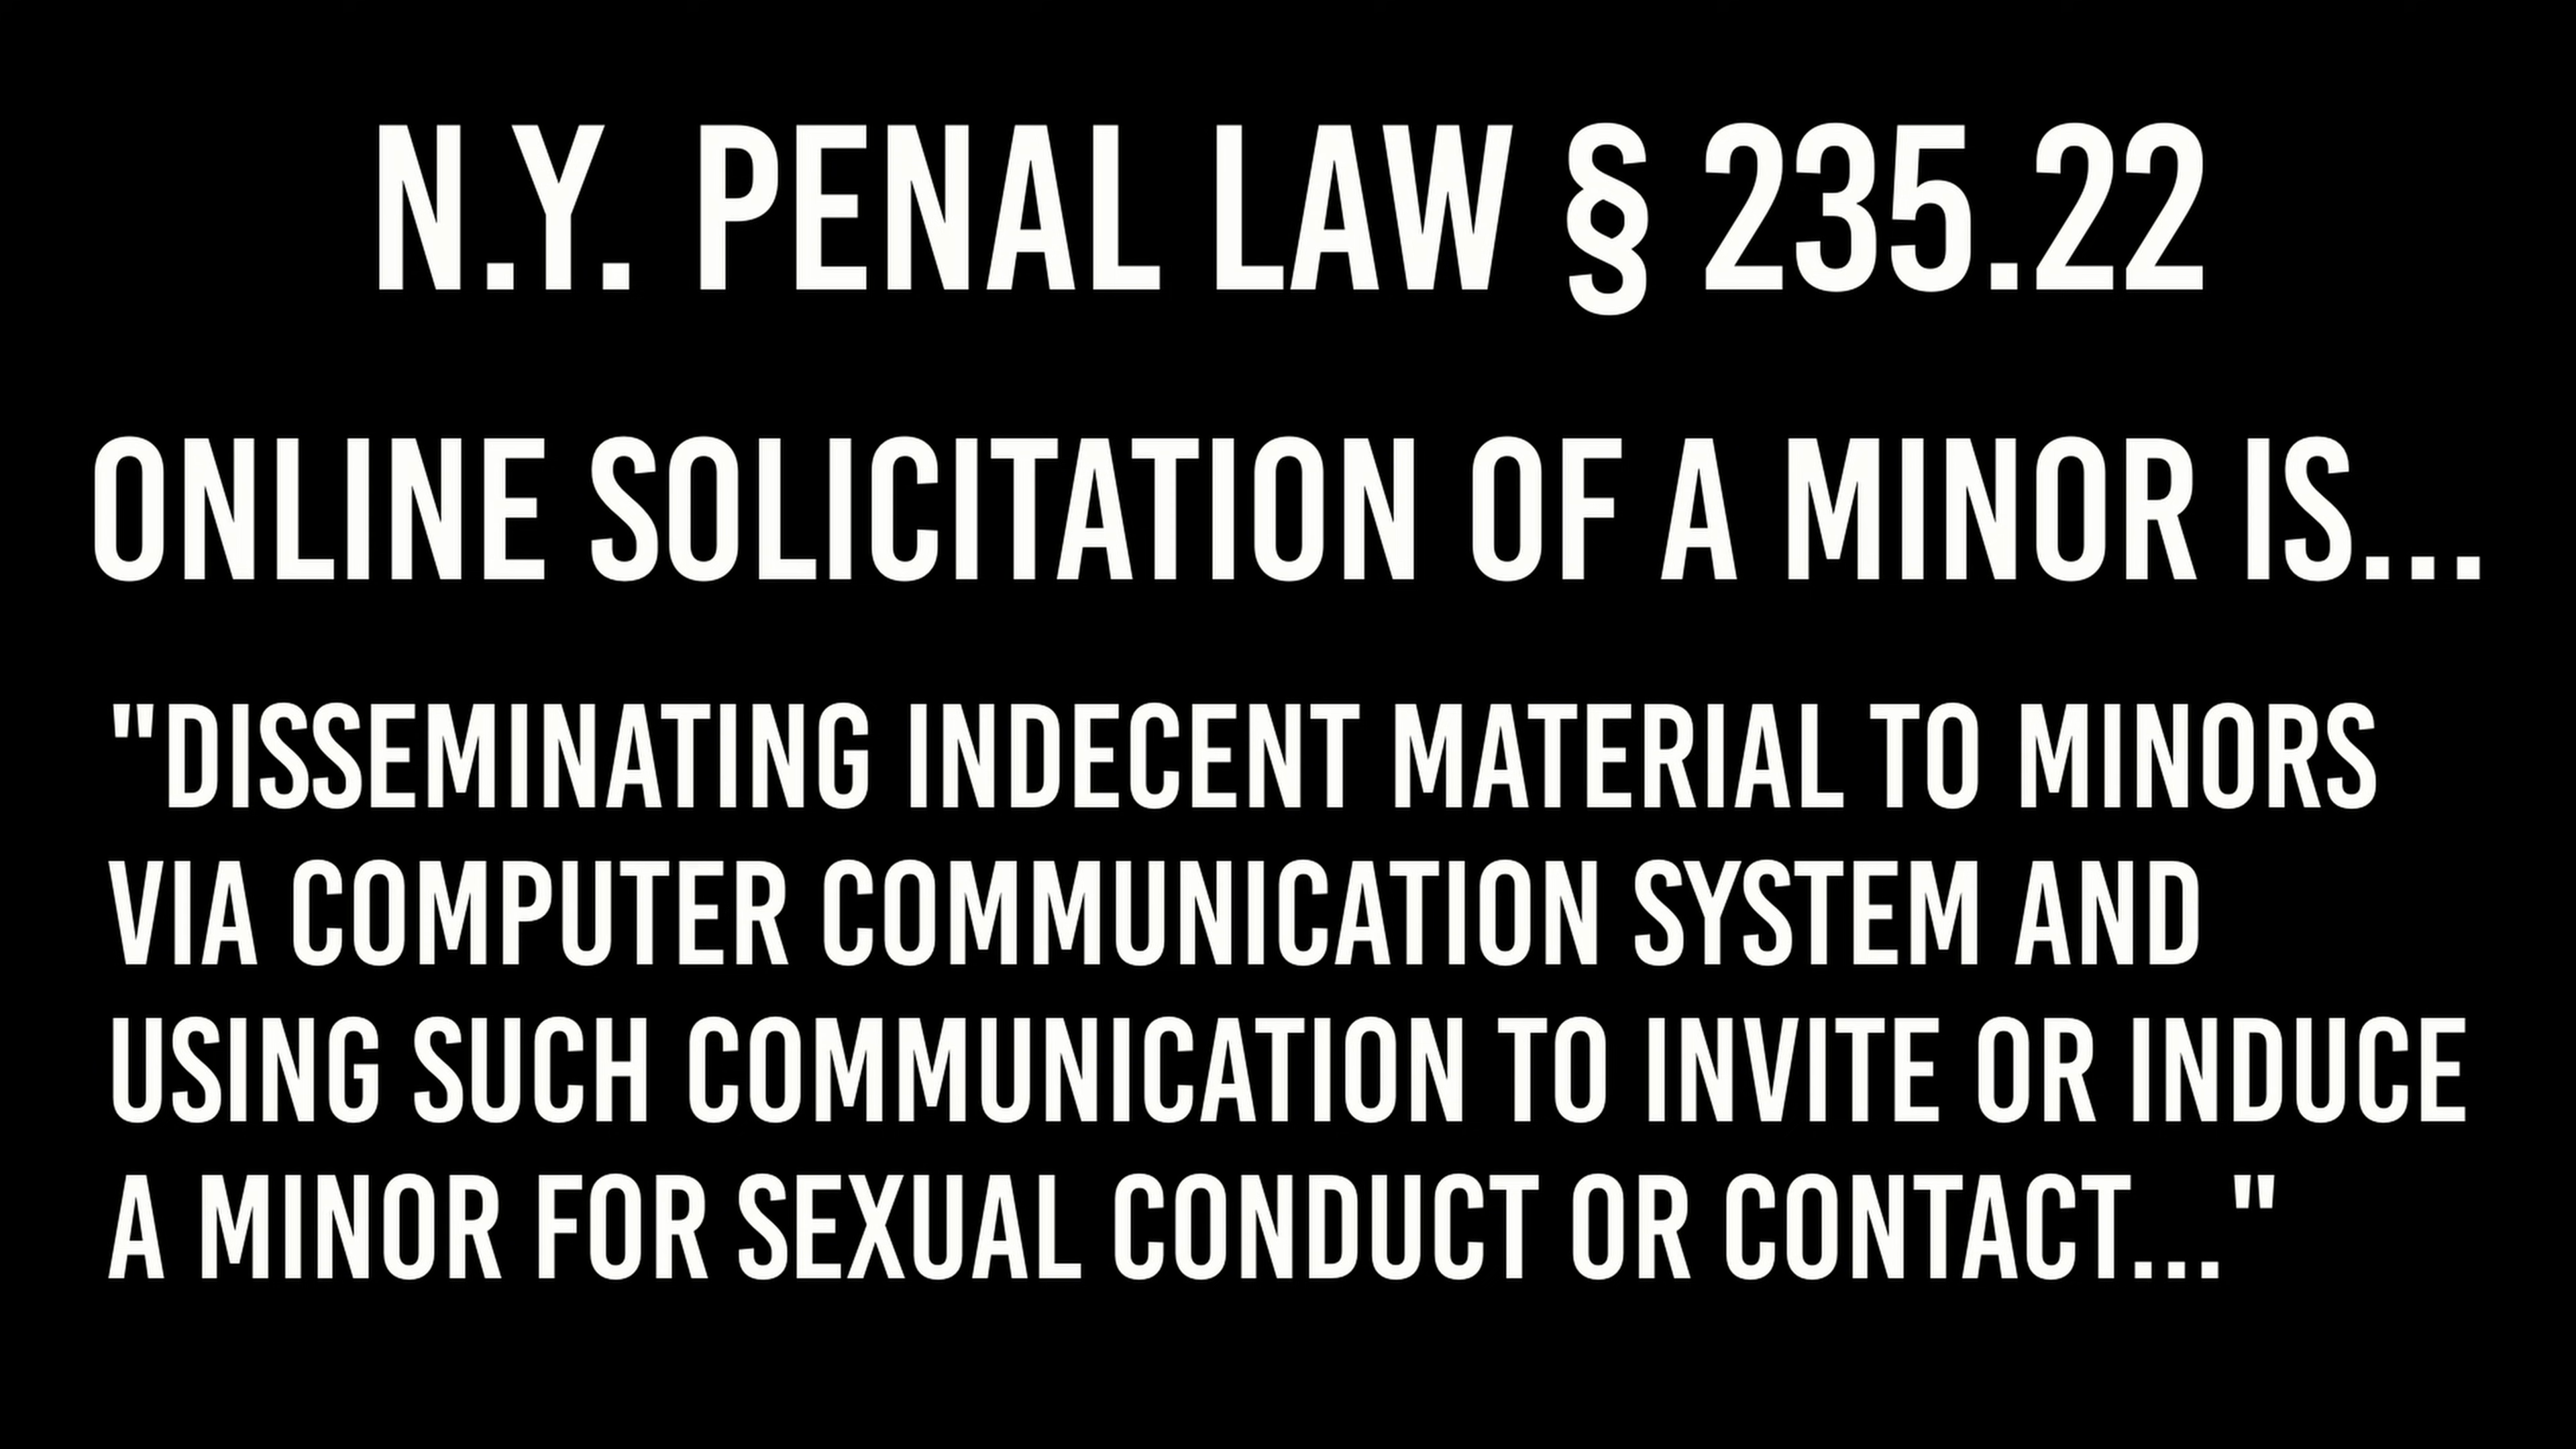 N.Y. PENAL LAW § 235.22
ONLINE SOLICITATION OF A MINOR IS...
"DISSEMINATING INDECENT MATERIAL TO MINORS
VIA COMPUTER COMMUNICATION SYSTEM AND
USING SUCH COMMUNICATION TO INVITE OR INDUCE
A MINOR FOR SEXUAL CONDUCT OR CONTACT..."